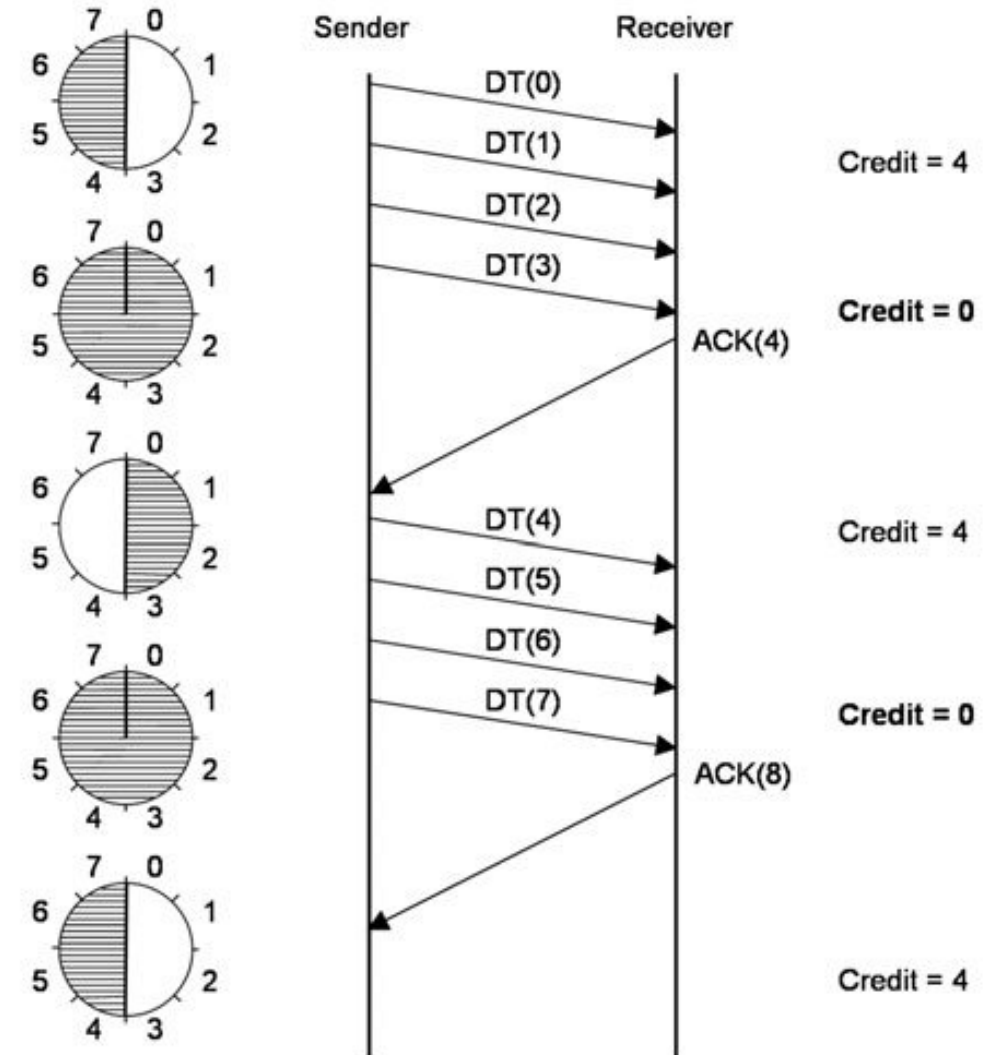 Sender Receiver
7 0
6 1
5 2
4 3
DT(0)
DT(1)
DT(2)
DT(3)
Credit = 4
7 0
6 1
5 2
4 3
Credit = 0
ACK(4)
7 0
6 1
5 2
4 3
DT(4)
DT(5)
DT(6)
DT(7)
Credit = 4
7 0
6 1
5 2
4 3
Credit = 0
ACK(8)
7 0
6 1
5 2
4 3
Credit = 4